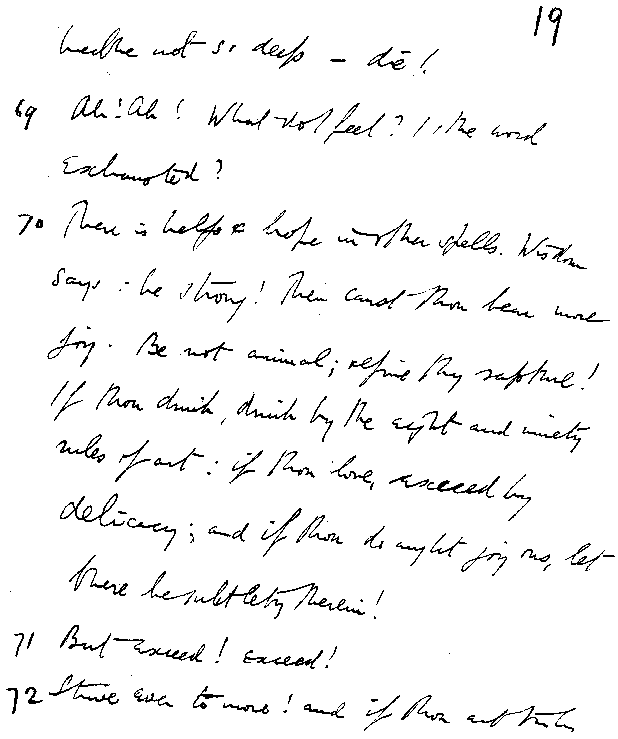 19
breathe not so deep – die!
69 Ah! Ah! What do I feel? Is the word
exhausted?
70 There is help & hope in other spells. Wisdom
says: be strong! Then canst thou bear more
joy. Be not animal; refine thy rapture!
If thou drink, drink by the eight and ninety
rules of art: if thou love, exceed by
delicacy; and if thou do aught joyous, let
there be subtlety therein!
71 But exceed! exceed!
72 Strive ever to more! and if thou art truly